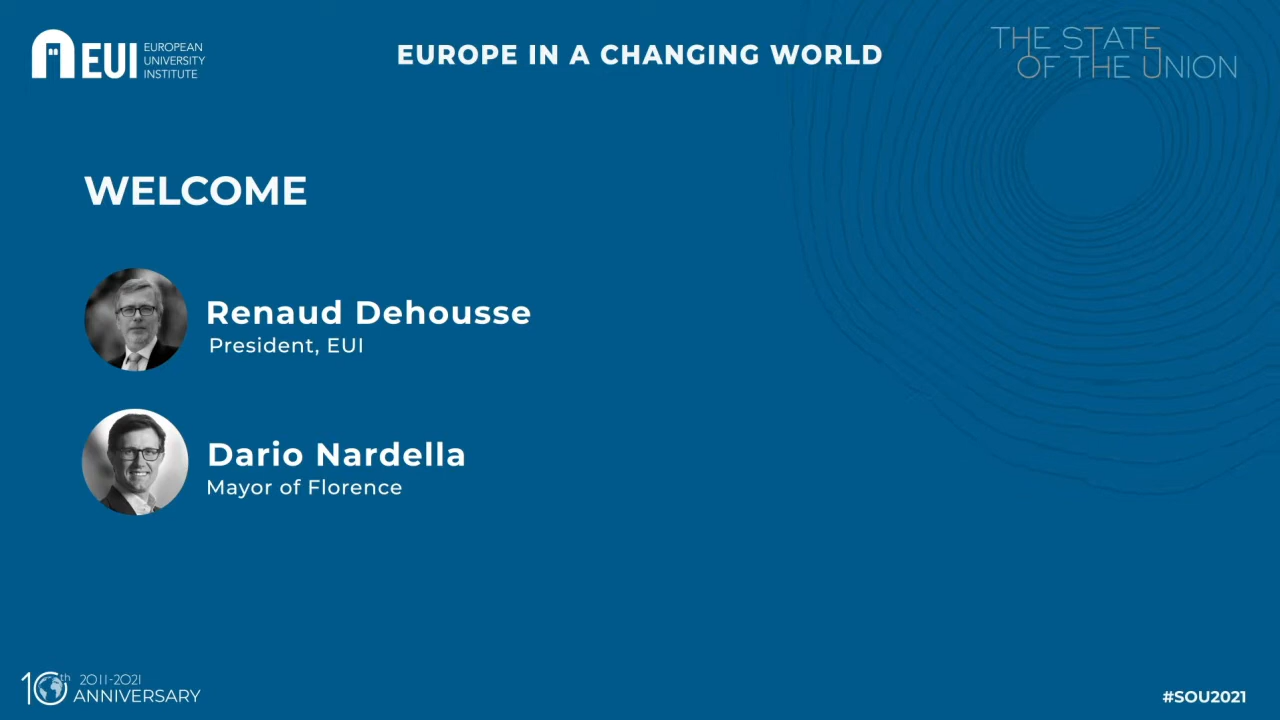 EUI
EUROPEAN
UNIVERSITY
INSTITUTE
EUROPE IN A CHANGING WORLD
THE STATE
OF THE UNION
WELCOME
Renaud Dehousse
President, EUI
Dario Nardella
Mayor of Florence
10th 2011-2021
ANNIVERSARY
#SOU2021